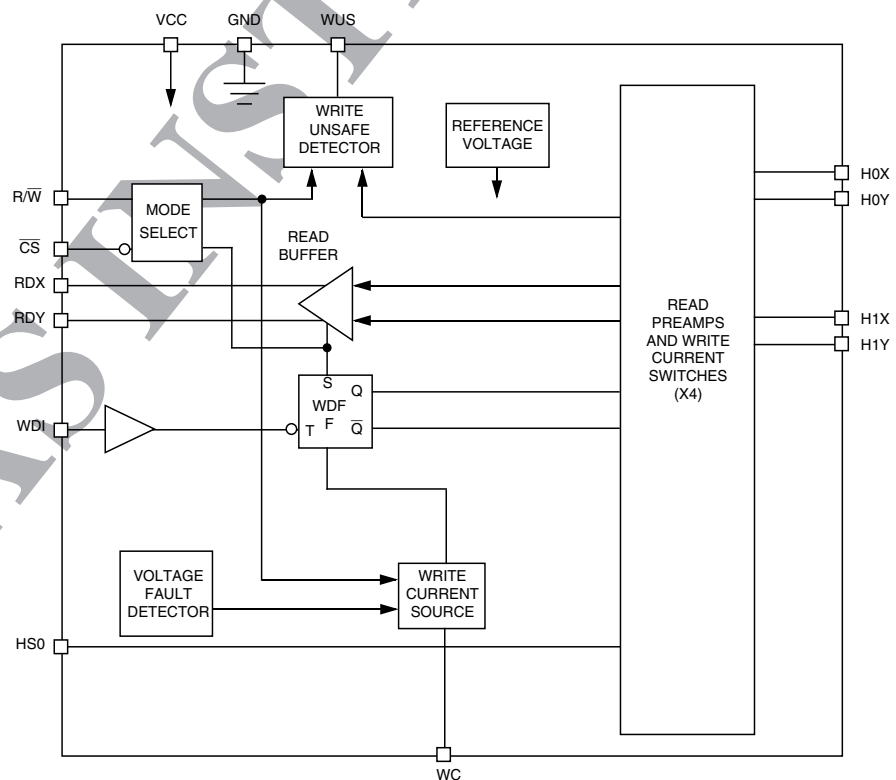 VCC GND WUS
WRITE
UNSAFE
DETECTOR
REFERENCE
VOLTAGE
R/W̅
MODE
SELECT
C̅S̅
READ
BUFFER
RDX
RDY
H0X
H0Y
READ
PREAMPS
AND WRITE
CURRENT
SWITCHES
(X4)
H1X
H1Y
S
Q
WDF
F
T
Q̅
WDI
VOLTAGE
FAULT
DETECTOR
WRITE
CURRENT
SOURCE
HS0
WC